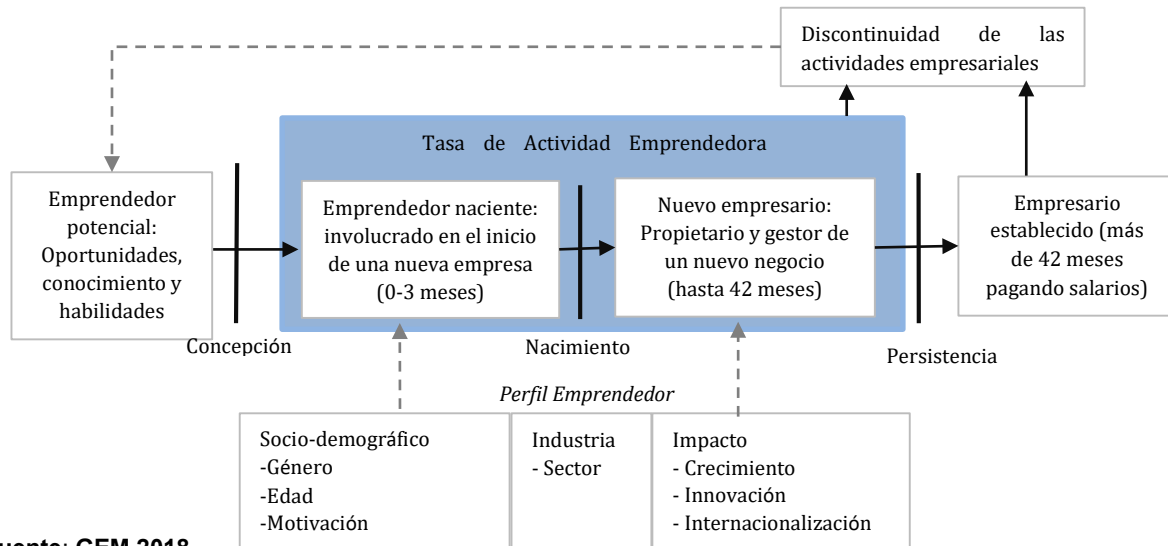 Discontinuidad de las
actividades empresariales
Tasa de Actividad Emprendedora
Emprendedor
potencial:
Oportunidades,
conocimiento y
habilidades
Emprendedor naciente:
involucrado en el inicio
de una nueva empresa
(0-3 meses)
Nuevo empresario:
Propietario y gestor de
un nuevo negocio
(hasta 42 meses)
Empresario
establecido (más
de 42 meses
pagando salarios)
Concepción
Nacimiento
Persistencia
Perfil Emprendedor
Socio-demográfico
-Género
-Edad
-Motivación
Industria
- Sector
Impacto
- Crecimiento
- Innovación
- Internacionalización